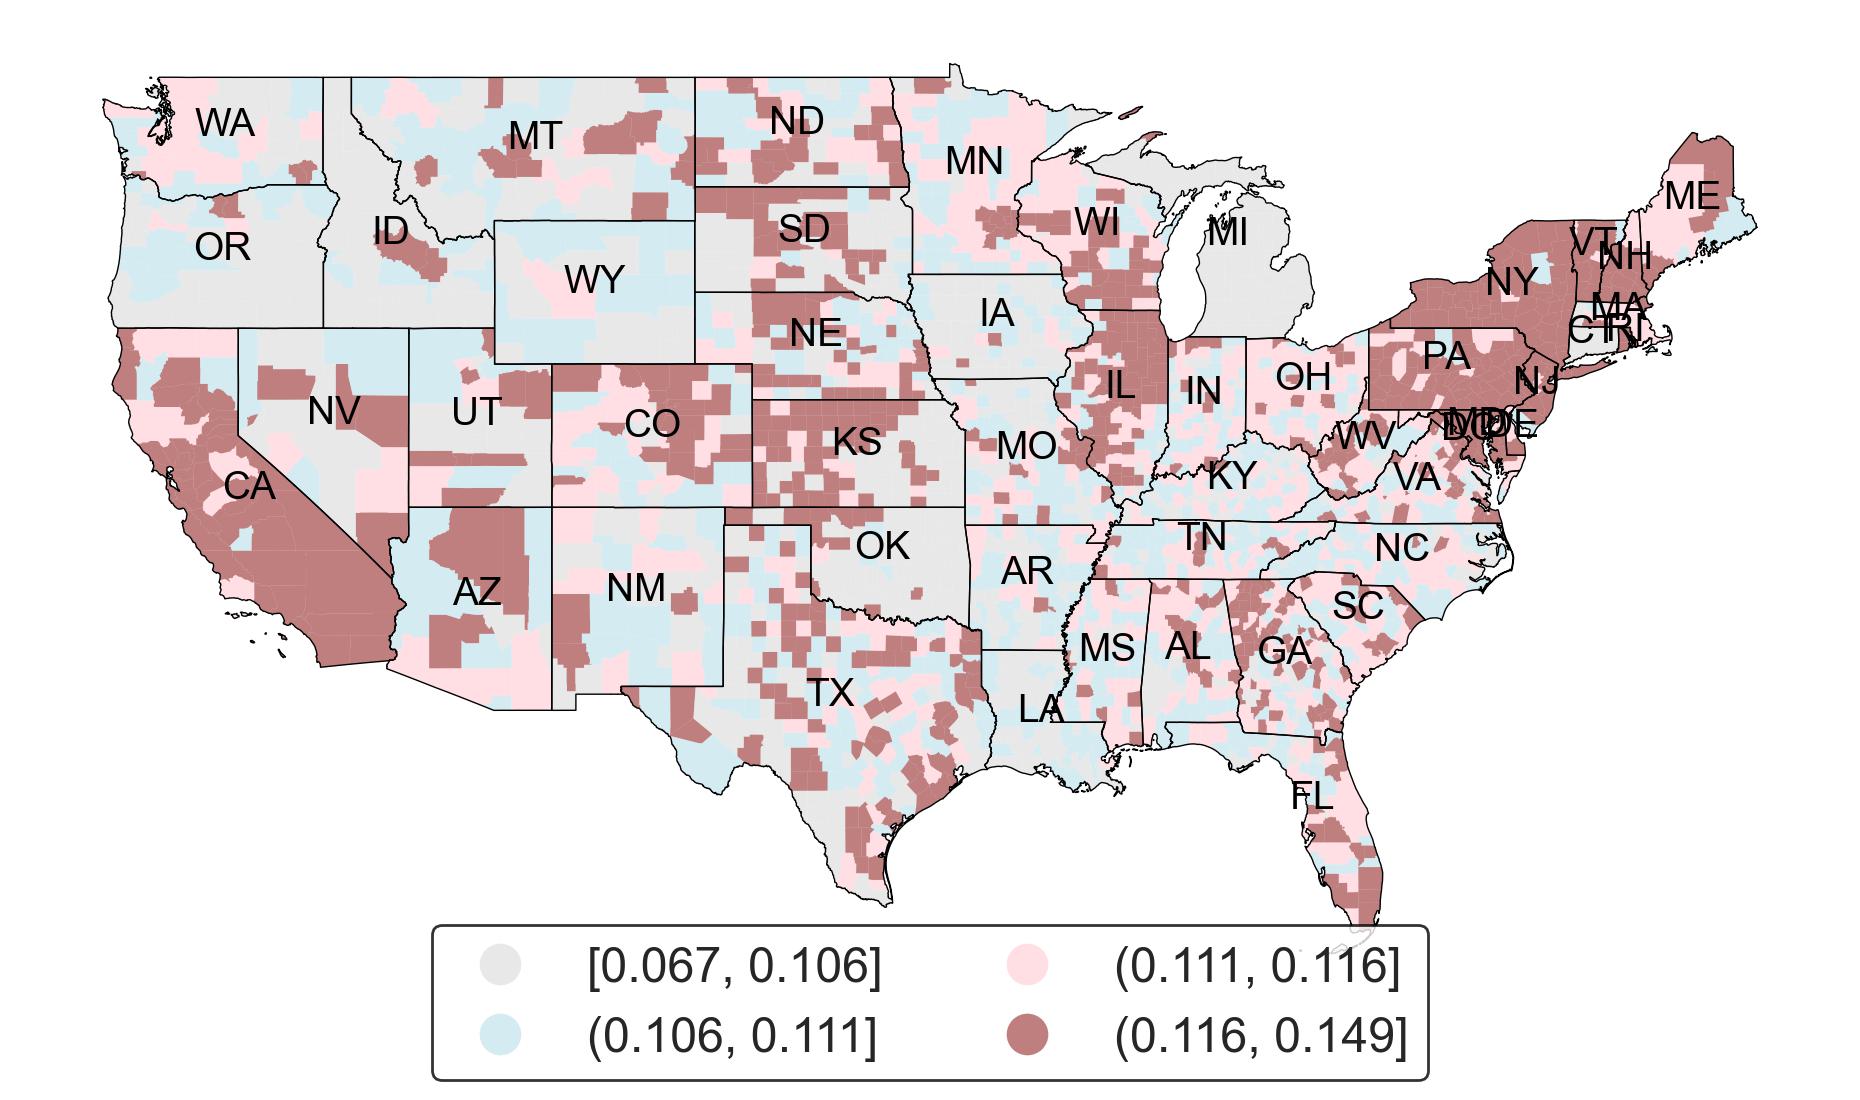 WA
MT
ND
MN
ME
OR
ID
SD
WI
MI
VT
NH
WY
NY
NE
IA
MA
CT
RI
NV
UT
CO
KS
MO
IL
IN
OH
PA
NJ
CA
KY
WV
VA
MD
DC
DE
AZ
NM
OK
AR
TN
NC
TX
LA
MS
AL
GA
SC
FL
[0.067, 0.106]
(0.106, 0.111]
(0.111, 0.116]
(0.116, 0.149]